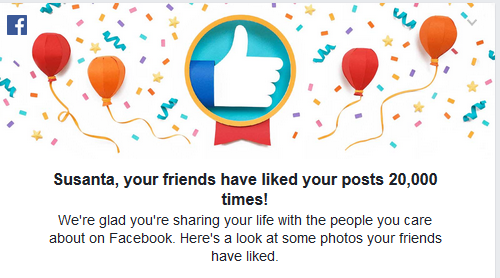 Susanta, your friends have liked your posts 20,000
times!
We're glad you're sharing your life with the people you care
about on Facebook. Here's a look at some photos your friends
have liked.